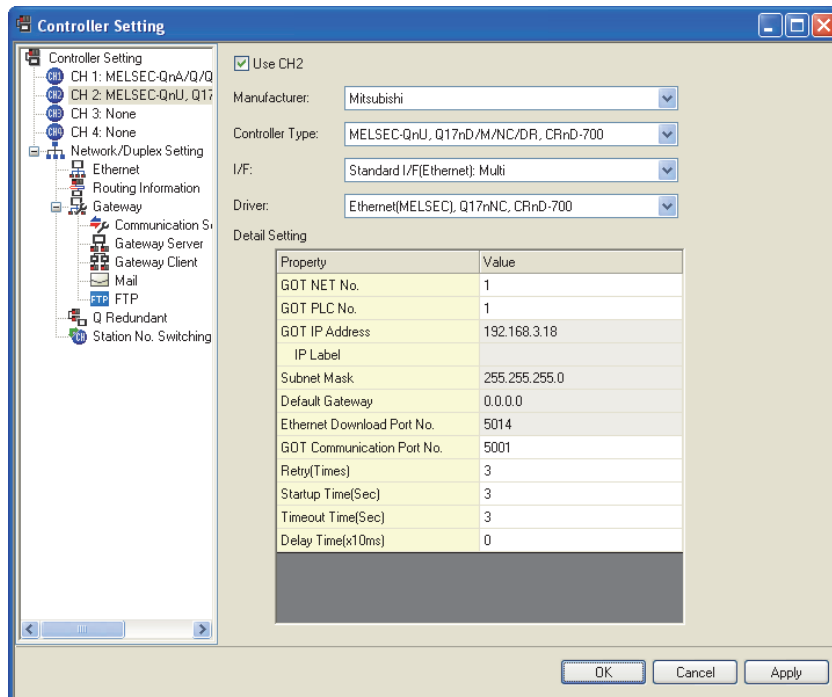 Controller Setting
Controller Setting
CH1 CH 1: MELSEC-QnA/Q/Q
CH2 CH 2: MELSEC-QnU, Q17
CH3 CH 3: None
CH4 CH 4: None
Network/Duplex Setting
Ethernet
Routing Information
Gateway
Communication S
Gateway Server
Gateway Client
Mail
FTP FTP
Q Redundant
CH Station No. Switching
Use CH2
Manufacturer: Mitsubishi
Controller Type: MELSEC-QnU, Q17nD/M/NC/DR, CRnD-700
I/F: Standard I/F(Ethernet): Multi
Driver: Ethernet(MELSEC), Q17nNC, CRnD-700
Detail Setting
Property Value
GOT NET No. 1
GOT PLC No. 1
GOT IP Address 192.168.3.18
IP Label
Subnet Mask 255.255.255.0
Default Gateway 0.0.0.0
Ethernet Download Port No. 5014
GOT Communication Port No. 5001
Retry(Times) 3
Startup Time(Sec) 3
Timeout Time(Sec) 3
Delay Time(x10ms) 0
OK Cancel Apply